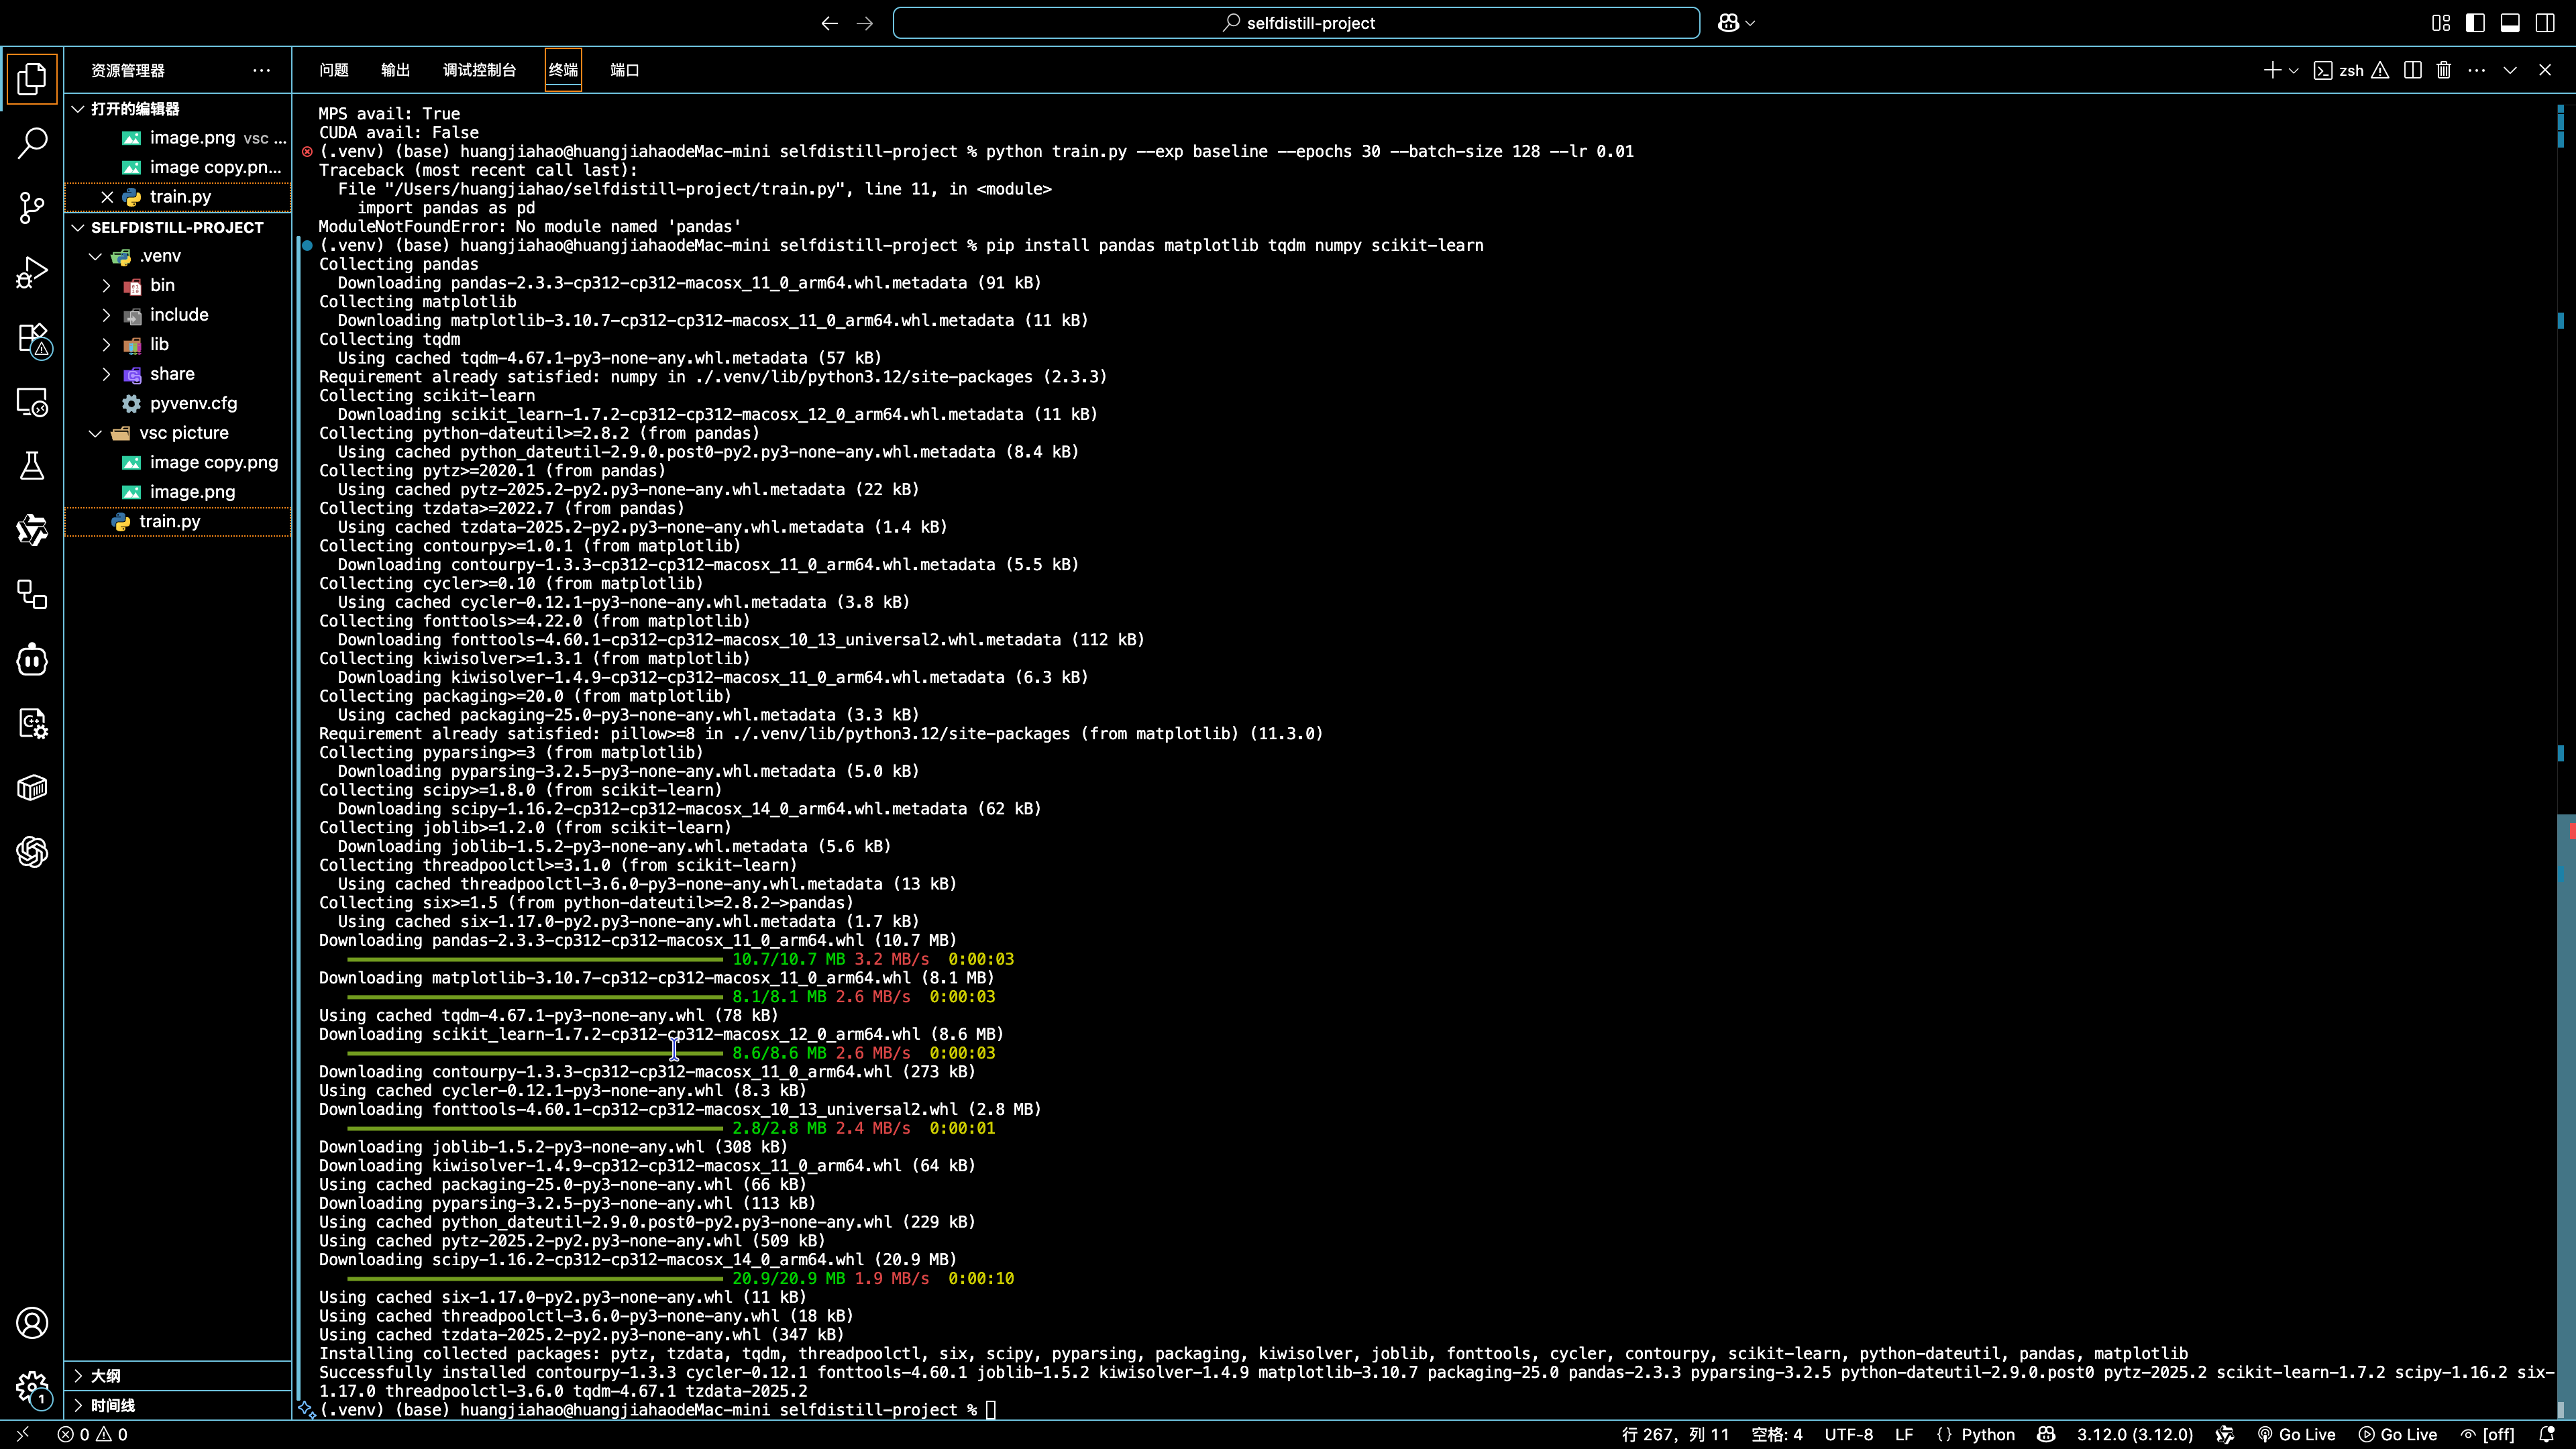 selfdistill-project
资源管理器
问题 输出 调试控制台 终端 端口
zsh
打开的编辑器
image.png vsc ...
image copy.pn...
train.py
SELFDISTILL-PROJECT
.venv
bin
include
lib
share
pyvenv.cfg
vsc picture
image copy.png
image.png
train.py
大纲
时间线
MPS avail: True
CUDA avail: False
(.venv) (base) huangjiahao@huangjiahaodeMac-mini selfdistill-project % python train.py --exp baseline --epochs 30 --batch-size 128 --lr 0.01
Traceback (most recent call last):
File "/Users/huangjiahao/selfdistill-project/train.py", line 11, in <module>
import pandas as pd
ModuleNotFoundError: No module named 'pandas'
(.venv) (base) huangjiahao@huangjiahaodeMac-mini selfdistill-project % pip install pandas matplotlib tqdm numpy scikit-learn
Collecting pandas
Downloading pandas-2.3.3-cp312-cp312-macosx_11_0_arm64.whl.metadata (91 kB)
Collecting matplotlib
Downloading matplotlib-3.10.7-cp312-cp312-macosx_11_0_arm64.whl.metadata (11 kB)
Collecting tqdm
Using cached tqdm-4.67.1-py3-none-any.whl.metadata (57 kB)
Requirement already satisfied: numpy in ./.venv/lib/python3.12/site-packages (2.3.3)
Collecting scikit-learn
Downloading scikit_learn-1.7.2-cp312-cp312-macosx_12_0_arm64.whl.metadata (11 kB)
Collecting python-dateutil>=2.8.2 (from pandas)
Using cached python_dateutil-2.9.0.post0-py2.py3-none-any.whl.metadata (8.4 kB)
Collecting pytz>=2020.1 (from pandas)
Using cached pytz-2025.2-py2.py3-none-any.whl.metadata (22 kB)
Collecting tzdata>=2022.7 (from pandas)
Using cached tzdata-2025.2-py2.py3-none-any.whl.metadata (1.4 kB)
Collecting contourpy>=1.0.1 (from matplotlib)
Downloading contourpy-1.3.3-cp312-cp312-macosx_11_0_arm64.whl.metadata (5.5 kB)
Collecting cycler>=0.10 (from matplotlib)
Using cached cycler-0.12.1-py3-none-any.whl.metadata (3.8 kB)
Collecting fonttools>=4.22.0 (from matplotlib)
Downloading fonttools-4.60.1-cp312-cp312-macosx_10_13_universal2.whl.metadata (112 kB)
Collecting kiwisolver>=1.3.1 (from matplotlib)
Downloading kiwisolver-1.4.9-cp312-cp312-macosx_11_0_arm64.whl.metadata (6.3 kB)
Collecting packaging>=20.0 (from matplotlib)
Using cached packaging-25.0-py3-none-any.whl.metadata (3.3 kB)
Requirement already satisfied: pillow>=8 in ./.venv/lib/python3.12/site-packages (from matplotlib) (11.3.0)
Collecting pyparsing>=3 (from matplotlib)
Downloading pyparsing-3.2.5-py3-none-any.whl.metadata (5.0 kB)
Collecting scipy>=1.8.0 (from scikit-learn)
Downloading scipy-1.16.2-cp312-cp312-macosx_14_0_arm64.whl.metadata (62 kB)
Collecting joblib>=1.2.0 (from scikit-learn)
Downloading joblib-1.5.2-py3-none-any.whl.metadata (5.6 kB)
Collecting threadpoolctl>=3.1.0 (from scikit-learn)
Using cached threadpoolctl-3.6.0-py3-none-any.whl.metadata (13 kB)
Collecting six>=1.5 (from python-dateutil>=2.8.2->pandas)
Using cached six-1.17.0-py2.py3-none-any.whl.metadata (1.7 kB)
Downloading pandas-2.3.3-cp312-cp312-macosx_11_0_arm64.whl (10.7 MB)
10.7/10.7 MB 3.2 MB/s 0:00:03
Downloading matplotlib-3.10.7-cp312-cp312-macosx_11_0_arm64.whl (8.1 MB)
8.1/8.1 MB 2.6 MB/s 0:00:03
Using cached tqdm-4.67.1-py3-none-any.whl (78 kB)
Downloading scikit_learn-1.7.2-cp312-cp312-macosx_12_0_arm64.whl (8.6 MB)
8.6/8.6 MB 2.6 MB/s 0:00:03
Downloading contourpy-1.3.3-cp312-cp312-macosx_11_0_arm64.whl (273 kB)
Using cached cycler-0.12.1-py3-none-any.whl (8.3 kB)
Downloading fonttools-4.60.1-cp312-cp312-macosx_10_13_universal2.whl (2.8 MB)
2.8/2.8 MB 2.4 MB/s 0:00:01
Downloading joblib-1.5.2-py3-none-any.whl (308 kB)
Downloading kiwisolver-1.4.9-cp312-cp312-macosx_11_0_arm64.whl (64 kB)
Using cached packaging-25.0-py3-none-any.whl (66 kB)
Downloading pyparsing-3.2.5-py3-none-any.whl (113 kB)
Using cached python_dateutil-2.9.0.post0-py2.py3-none-any.whl (229 kB)
Using cached pytz-2025.2-py2.py3-none-any.whl (509 kB)
Downloading scipy-1.16.2-cp312-cp312-macosx_14_0_arm64.whl (20.9 MB)
20.9/20.9 MB 1.9 MB/s 0:00:10
Using cached six-1.17.0-py2.py3-none-any.whl (11 kB)
Using cached threadpoolctl-3.6.0-py3-none-any.whl (18 kB)
Using cached tzdata-2025.2-py2.py3-none-any.whl (347 kB)
Installing collected packages: pytz, tzdata, tqdm, threadpoolctl, six, scipy, pyparsing, packaging, kiwisolver, joblib, fonttools, cycler, contourpy, scikit-learn, python-dateutil, pandas, matplotlib
Successfully installed contourpy-1.3.3 cycler-0.12.1 fonttools-4.60.1 joblib-1.5.2 kiwisolver-1.4.9 matplotlib-3.10.7 packaging-25.0 pandas-2.3.3 pyparsing-3.2.5 python-dateutil-2.9.0.post0 pytz-2025.2 scikit-learn-1.7.2 scipy-1.16.2 six-
1.17.0 threadpoolctl-3.6.0 tqdm-4.67.1 tzdata-2025.2
(.venv) (base) huangjiahao@huangjiahaodeMac-mini selfdistill-project %
1
0 0 行 267, 列 11 空格: 4 UTF-8 LF {} Python 3.12.0 (3.12.0) Go Live Go Live [off]